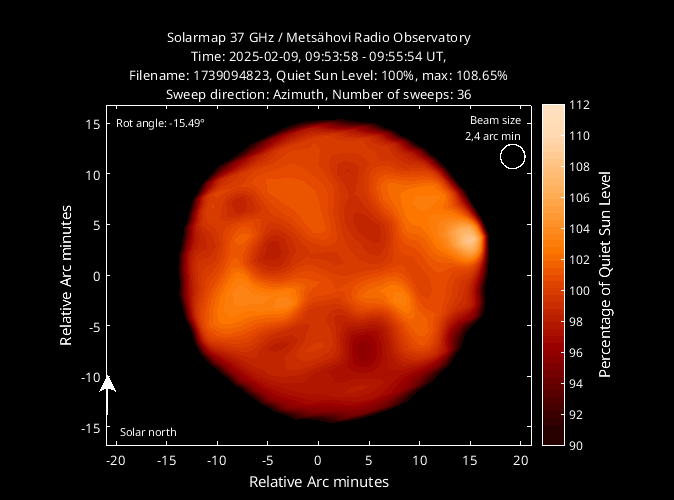 Solarmap 37 GHz / Metsähovi Radio Observatory
Time: 2025-02-09, 09:53:58 - 09:55:54 UT,
Filename: 1739094823, Quiet Sun Level: 100%, max: 108.65%
Sweep direction: Azimuth, Number of sweeps: 36
Rot angle: -15.49°
Beam size
2,4 arc min
15
10
5
0
-5
-10
-15
Relative Arc minutes
Solar north
-20
-15
-10
-5
0
5
10
15
20
Relative Arc minutes
112
110
108
106
104
102
100
98
96
94
92
90
Percentage of Quiet Sun Level